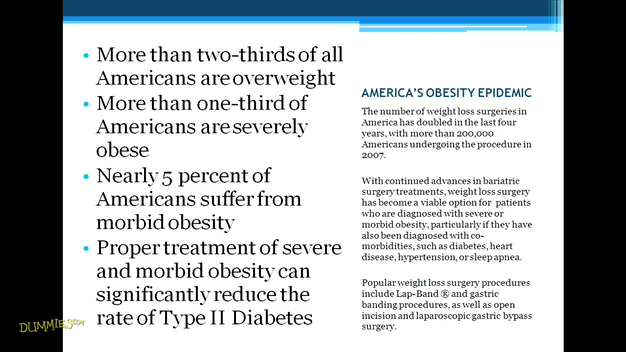 More than two-thirds of all
Americans are overweight
More than one-third of
Americans are severely
obese
Nearly 5 percent of
Americans suffer from
morbid obesity
Proper treatment of severe
and morbid obesity can
significantly reduce the
rate of Type II Diabetes
AMERICA'S OBESITY EPIDEMIC
The number of weight loss surgeries in
America has doubled in the last four
years, with more than 200,000
Americans undergoing the procedure in
2007.
With continued advances in bariatric
surgery treatments, weight loss surgery
has become a viable option for patients
who are diagnosed with severe or
morbid obesity, particularly if they have
also been diagnosed with co-
morbidities, such as diabetes, heart
disease, hypertension, or sleep apnea.
Popular weight loss surgery procedures
include Lap-Band ® and gastric
banding procedures, as well as open
incision and laparoscopic gastric bypass
surgery.
DUMMIES.com